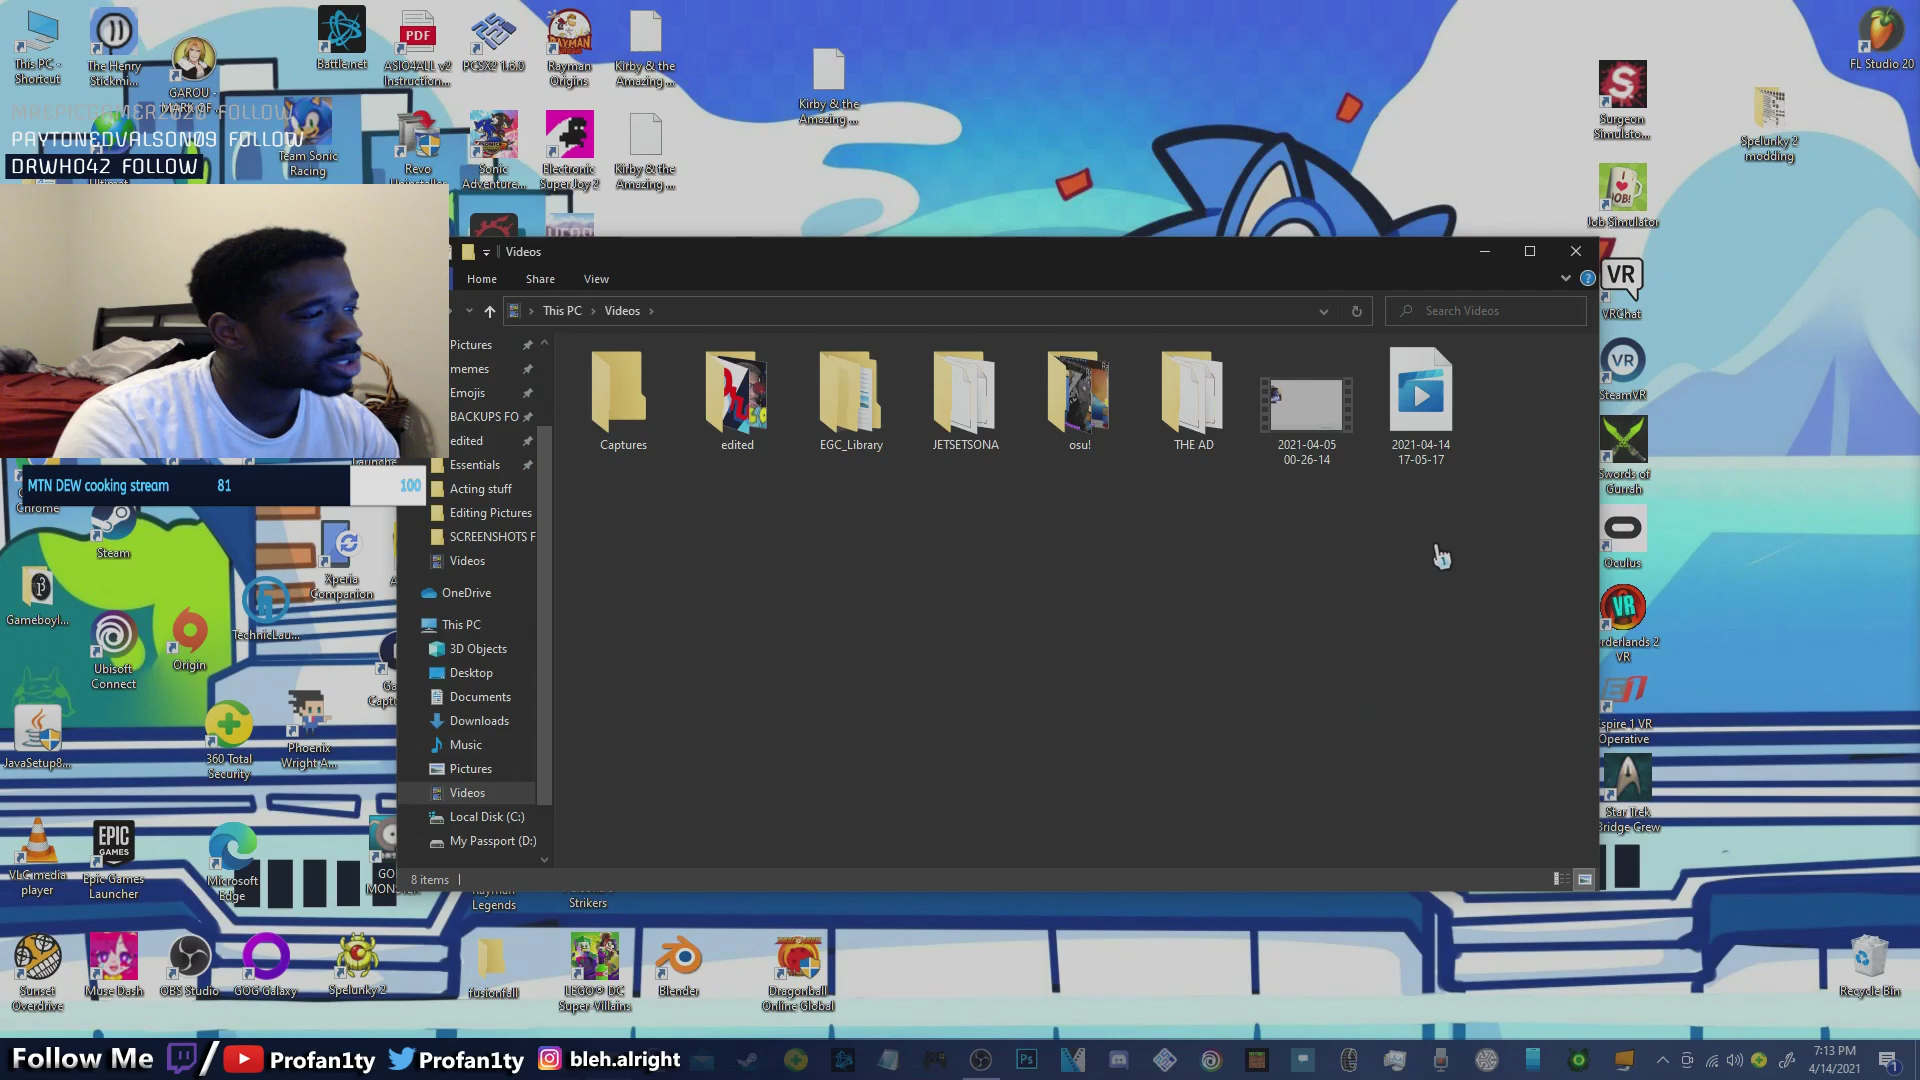 This PC -
Shortcut
The Henry
Stickmi...
GAROU -
MARK OF...
Battle.net
PDF
ASIO4ALL v2
Instruction...
PCSX2 1.6.0
Rayman
Origins
Kirby & the
Amazing ...
Kirby & the
Amazing ...
FL Studio 20
Surgeon
Simulato...
Spelunky 2
modding
MREPICGAMER2020 FOLLOW
PAYTONEDVALSON09 FOLLOW
DRWHO42 FOLLOW
Team Sonic
Racing
Revo
Uninstaller
Sonic
Adventure...
Electronic
SuperJoy 2
Kirby & the
Amazing ...
I
JOB!
Job Simulator
Videos
Home
Share
View
This PC
Videos
Search Videos
VR
VRChat
VR
SteamVR
Pictures
memes
Emojis
BACKUPS FO
edited
Essentials
Acting stuff
Editing Pictures
SCREENSHOTS F
Videos
OneDrive
This PC
3D Objects
Desktop
Documents
Downloads
Music
Pictures
Videos
Local Disk (C:)
My Passport (D:)
8 items
Captures
edited
EGC_Library
JETSETSONA
osu!
THE AD
2021-04-05
00-26-14
2021-04-14
17-05-17
Swords of
Gurrah
Oculus
VR
rderlands 2
VR
spire 1 VR
Operative
Star Trek
Bridge Crew
MTN DEW cooking stream 81 100
Chrome
Steam
Xperia
Companion
Gameboyl...
TechnicLau...
Ubisoft
Connect
Origin
JavaSetup8...
360 Total
Security
Phoenix
Wright A...
VLC media
player
EPIC
GAMES
Epic Games
Launcher
Microsoft
Edge
Rayman
Legends
Strikers
Sunset
Overdrive
Muse Dash
OBS Studio
GOG Galaxy
Spelunky 2
fusionfall
LEGO® DC
Super-Villains
Blender
Dragonball
Online Global
Recycle Bin
Follow Me / Profan1ty Profan1ty bleh.alright
Ps
7:13 PM
4/14/2021